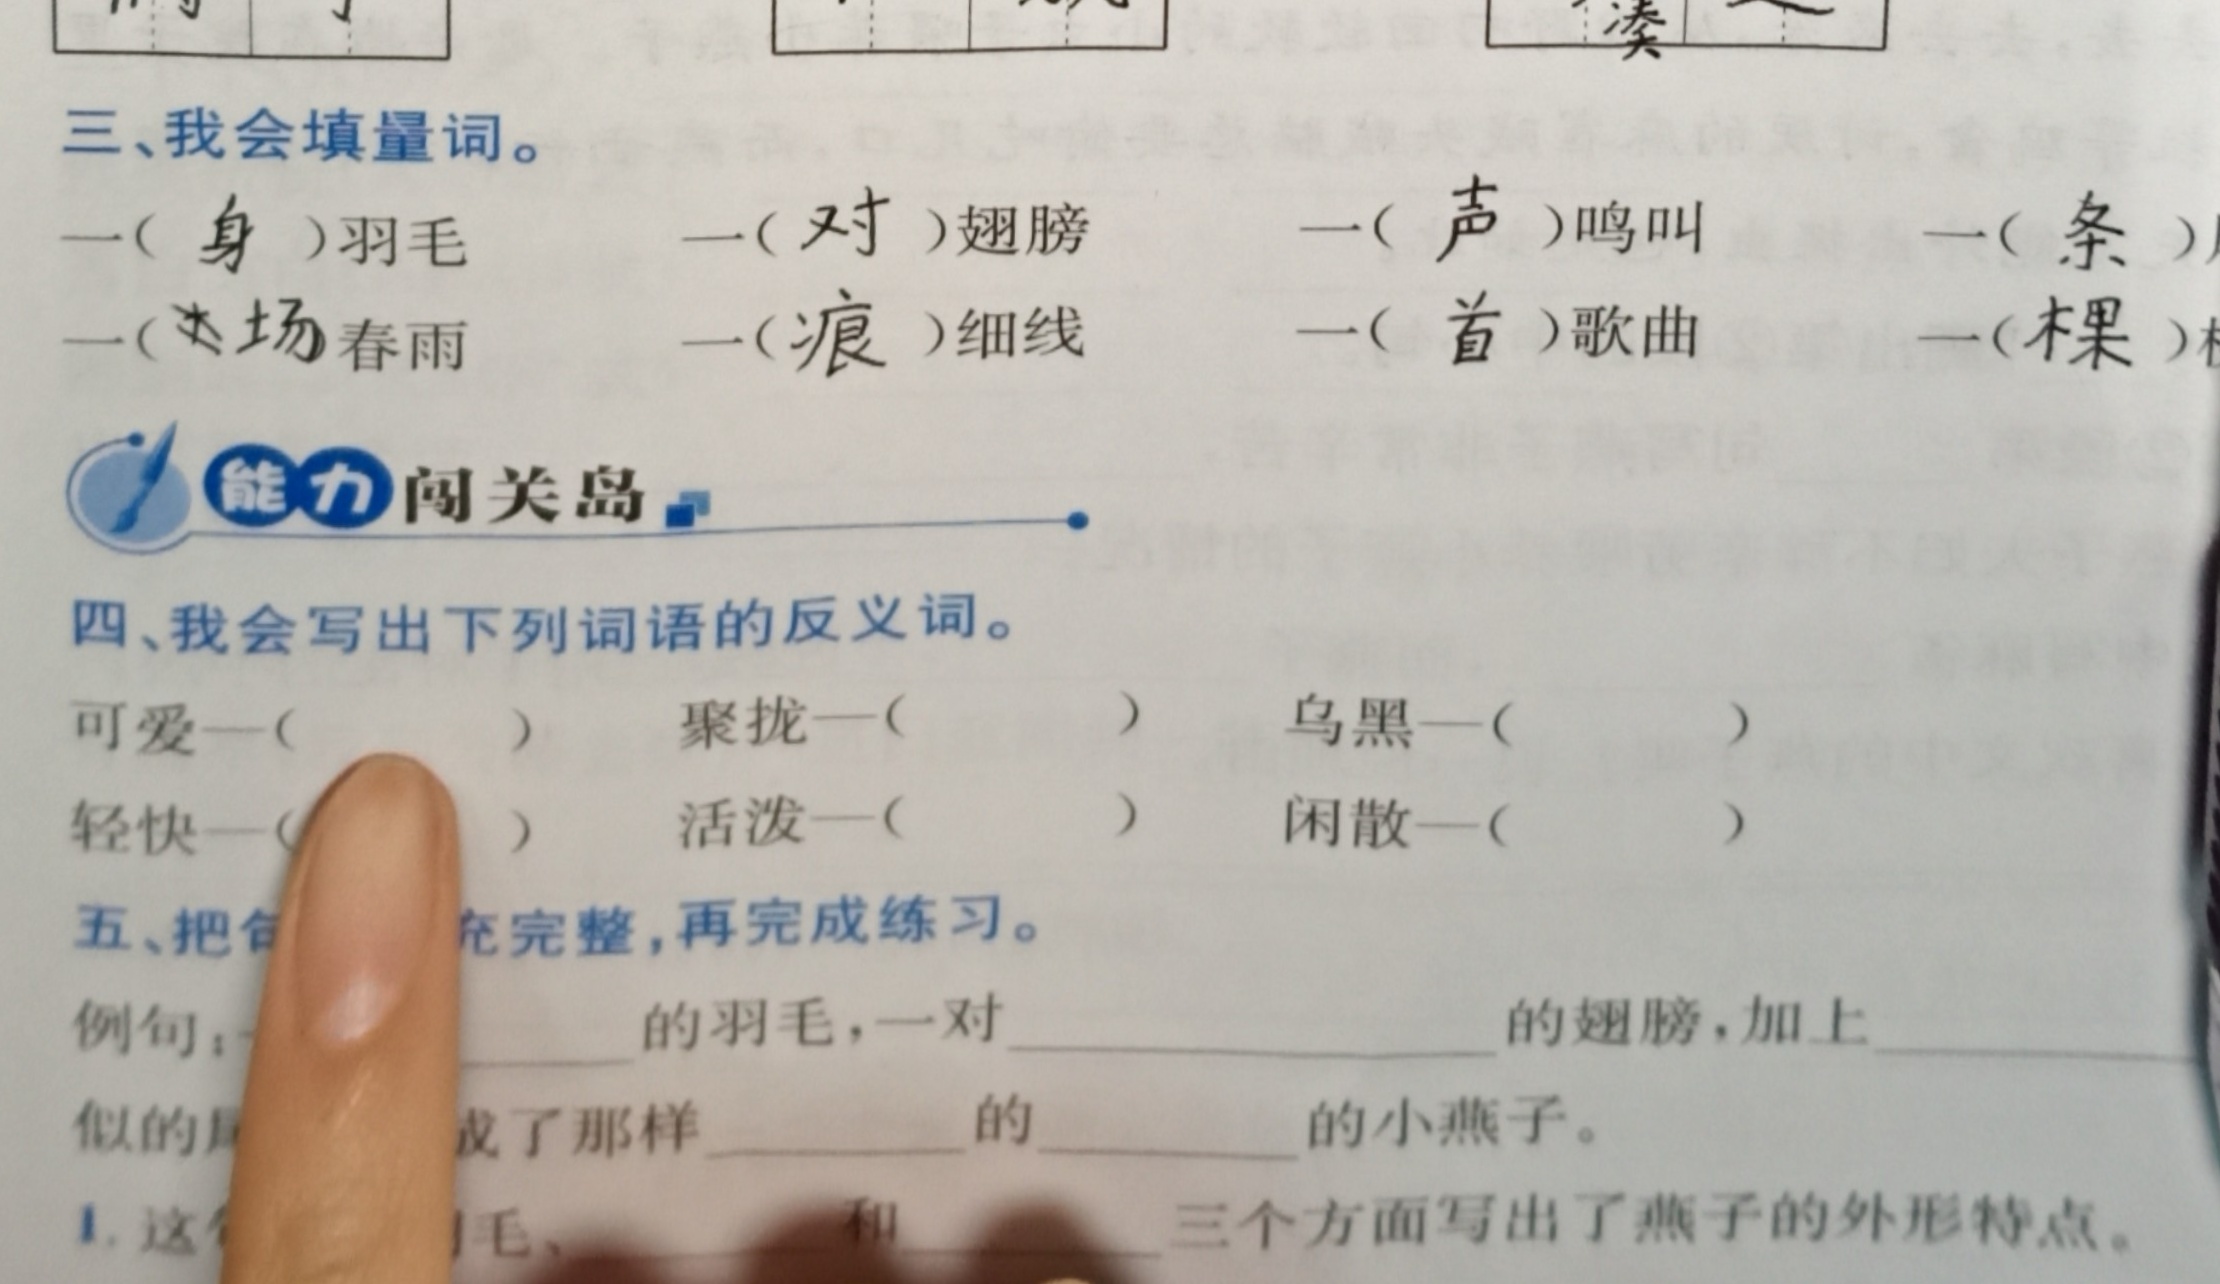 凑
三、我会填量词。
一(身)羽毛 一(对)翅膀 一(声)鸣叫 一(条)
一(场)春雨 一(痕)细线 一(首)歌曲 一(棵)
能力闯关岛
四、我会写出下列词语的反义词。
可爱—( ) 聚拢—( ) 乌黑—( )
轻快—( ) 活泼—( ) 闲散—( )
五、把句 充完整,再完成练习。
例句: ____的羽毛,一对____的翅膀,加上____
似的 成了那样____的____的小燕子。
1. 这 羽毛、____和____三个方面写出了燕子的外形特点。